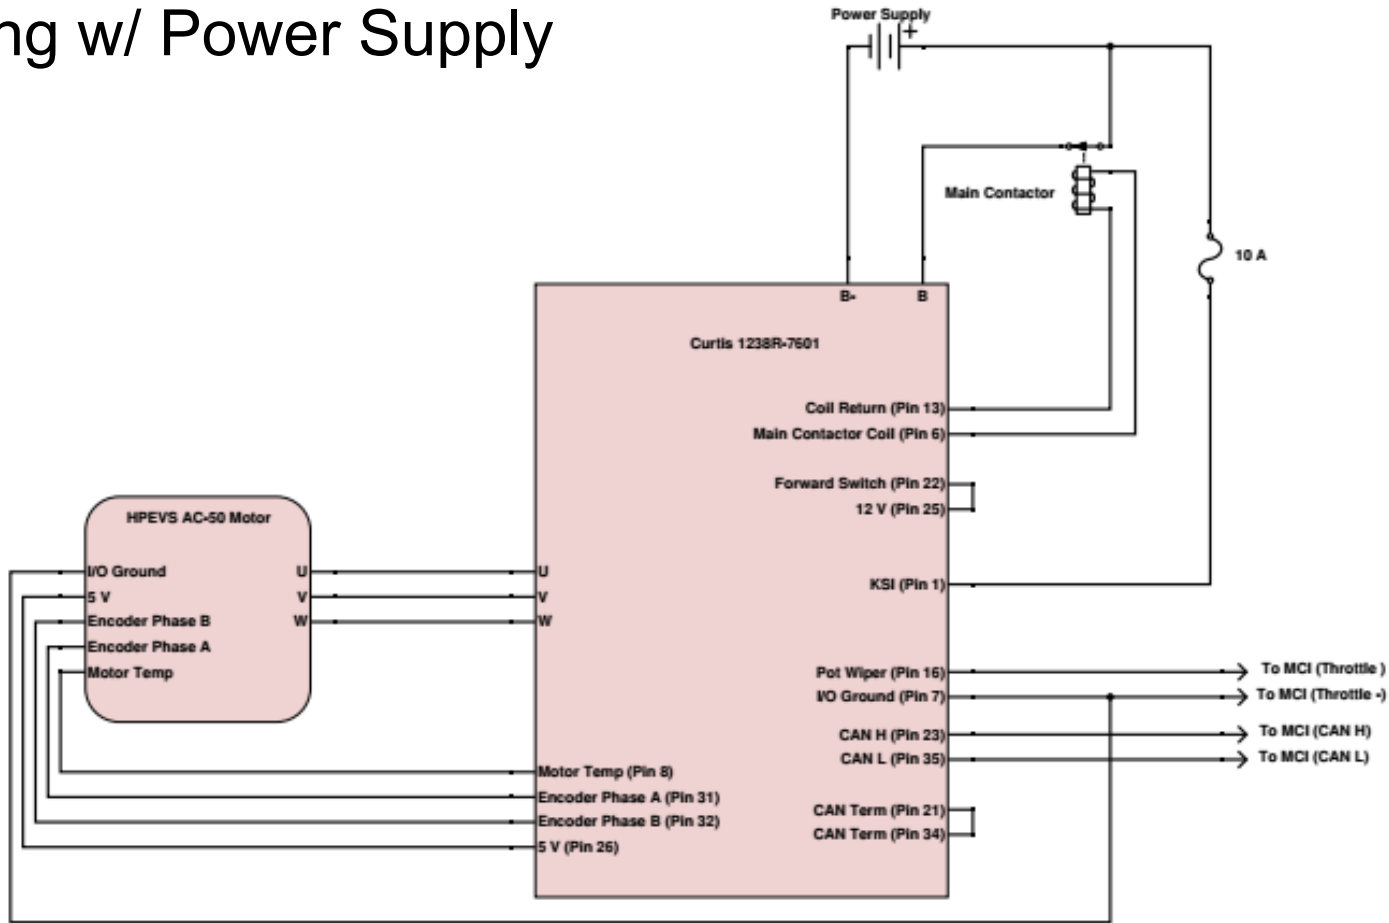 ng w/ Power Supply
Power Supply
+
Main Contactor
10 A
B-
B
Curtis 1238R-7601
Coil Return (Pin 13)
Main Contactor Coil (Pin 6)
Forward Switch (Pin 22)
12 V (Pin 25)
KSI (Pin 1)
Pot Wiper (Pin 16)
I/O Ground (Pin 7)
CAN H (Pin 23)
CAN L (Pin 35)
CAN Term (Pin 21)
CAN Term (Pin 34)
To MCI (Throttle )
To MCI (Throttle -)
To MCI (CAN H)
To MCI (CAN L)
HPEVS AC-50 Motor
I/O Ground
5 V
Encoder Phase B
Encoder Phase A
Motor Temp
U
V
W
U
V
W
Motor Temp (Pin 8)
Encoder Phase A (Pin 31)
Encoder Phase B (Pin 32)
5 V (Pin 26)